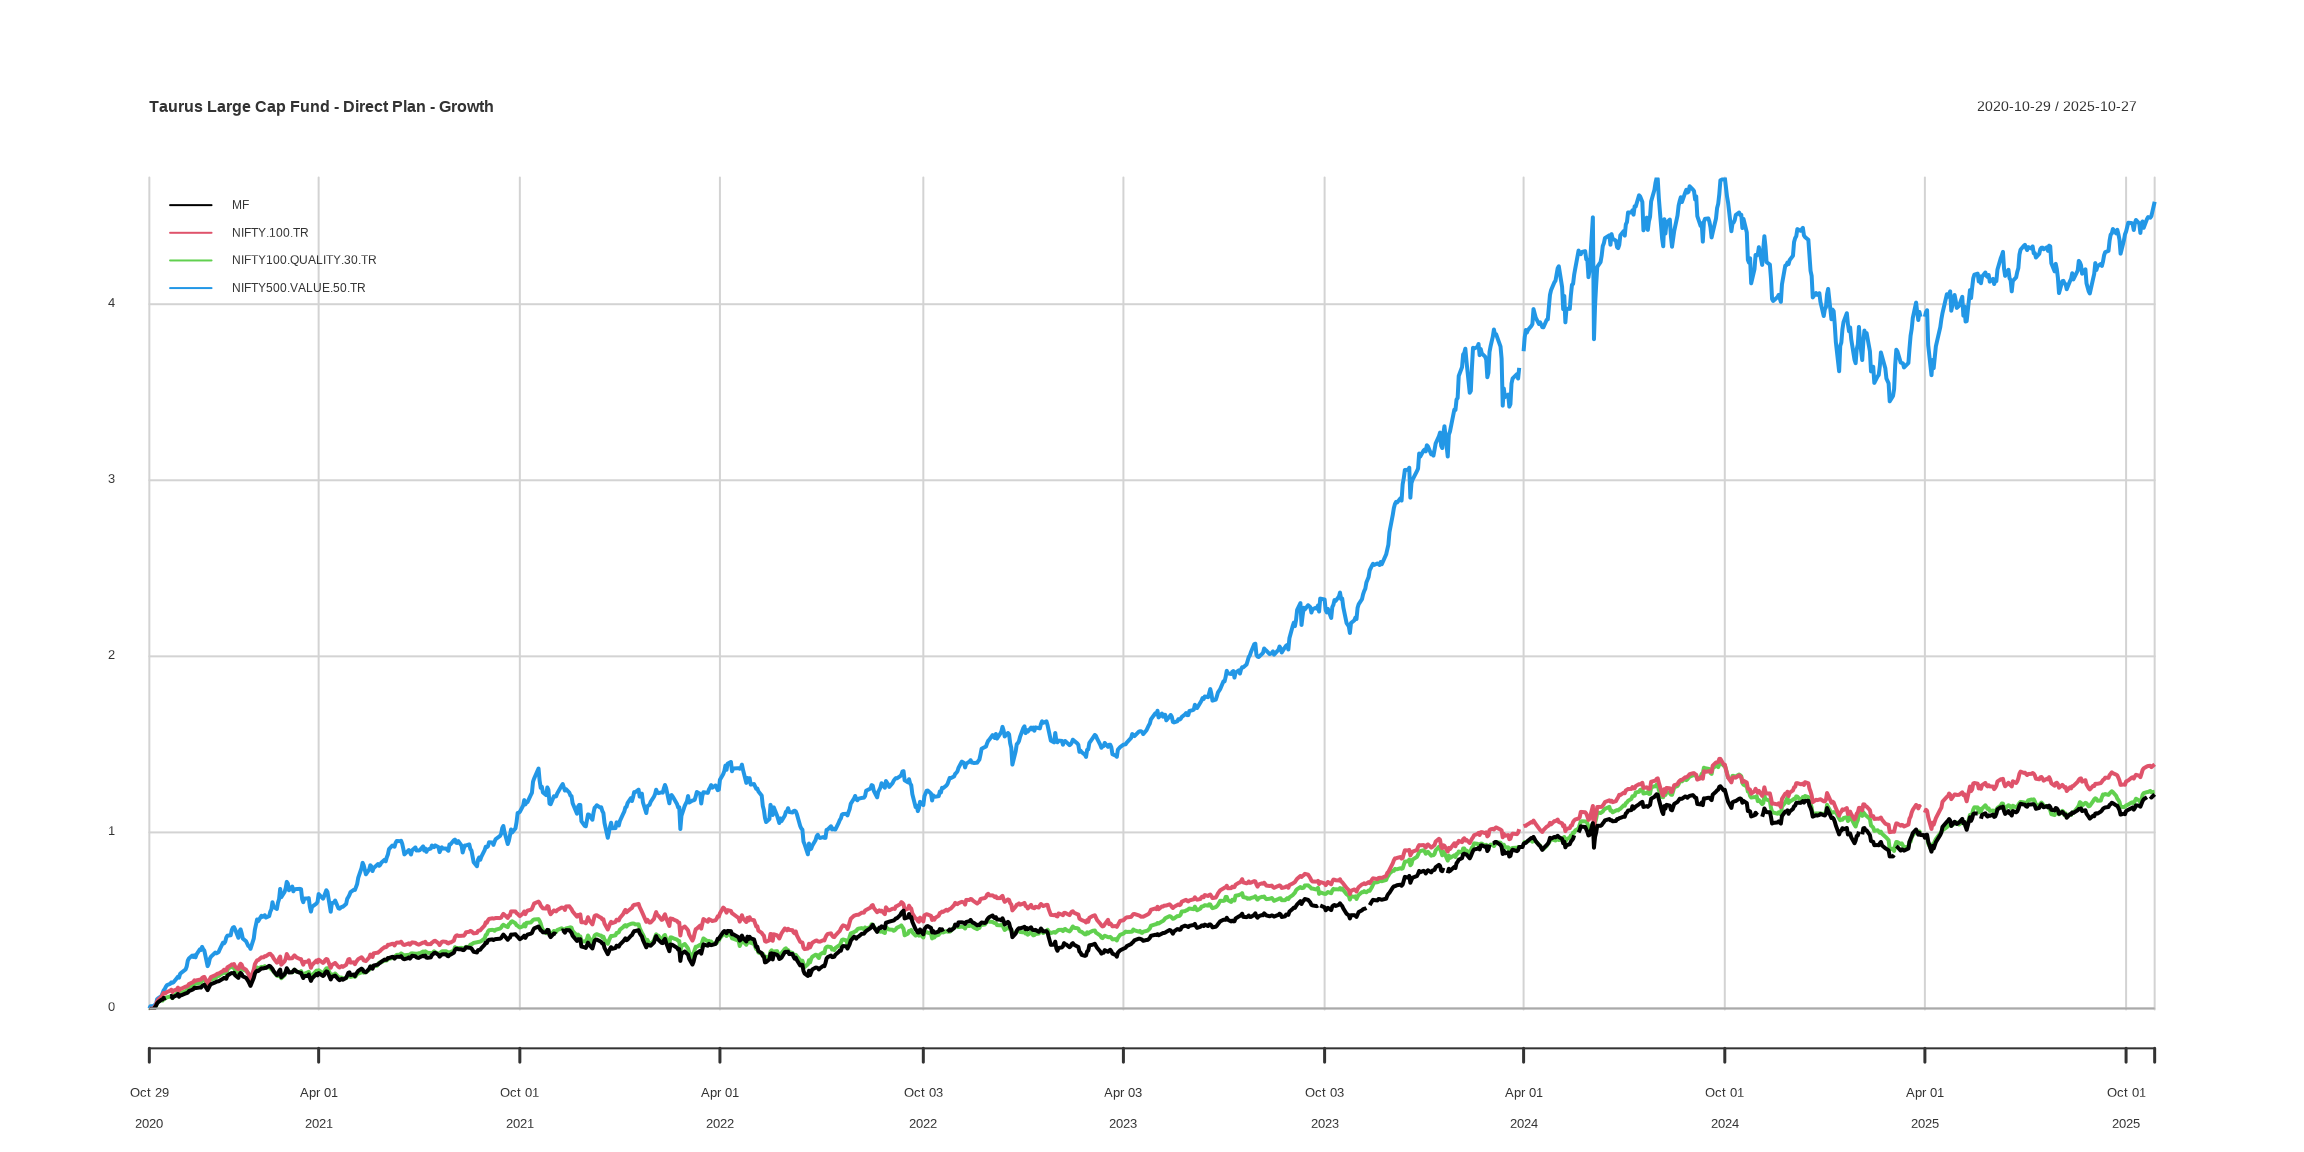 Taurus Large Cap Fund - Direct Plan - Growth
2020-10-29 / 2025-10-27
MF
NIFTY.100.TR
NIFTY100.QUALITY.30.TR
NIFTY500.VALUE.50.TR
4
3
2
1
0
Oct 29 Apr 01 Oct 01 Apr 01 Oct 03 Apr 03 Oct 03 Apr 01 Oct 01 Apr 01 Oct 01
2020 2021 2021 2022 2022 2023 2023 2024 2024 2025 2025